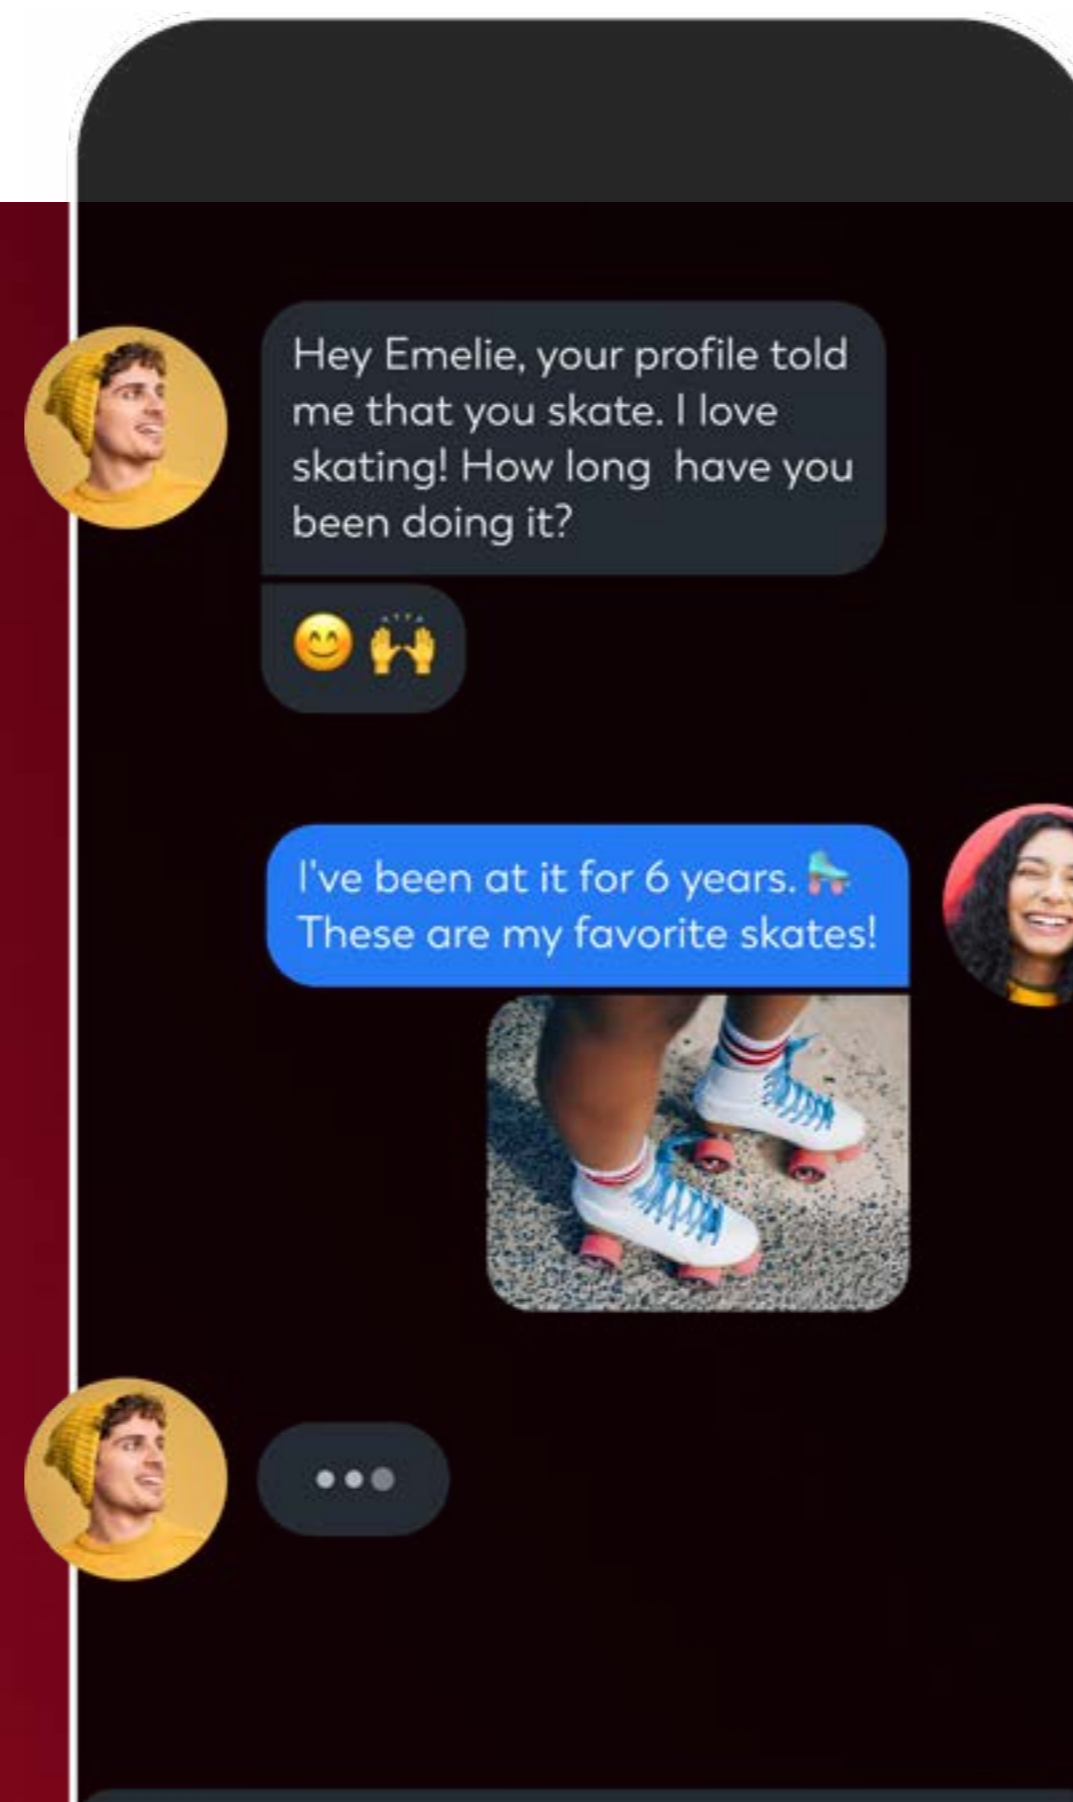 Hey Emelie, your profile told
me that you skate. I love
skating! How long  have you
been doing it?
😊 🙌
I've been at it for 6 years. 🛼
These are my favorite skates!